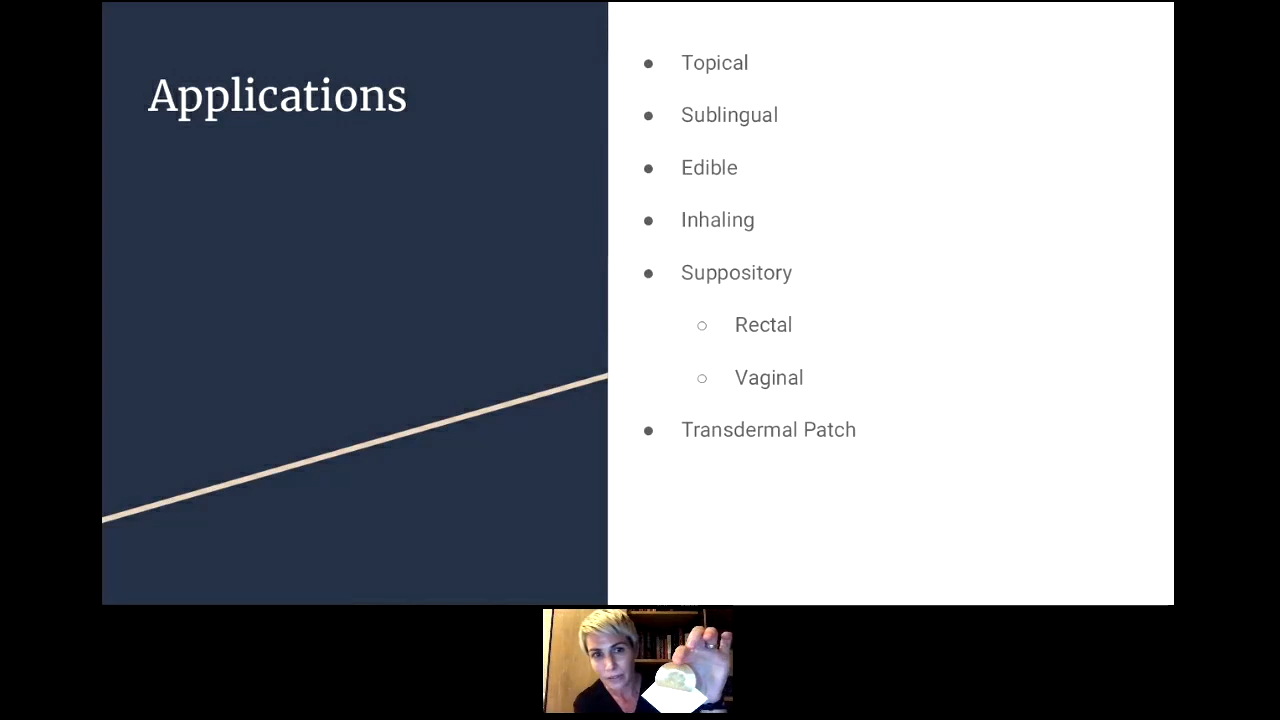 Applications
Topical
Sublingual
Edible
Inhaling
Suppository
Rectal
Vaginal
Transdermal Patch